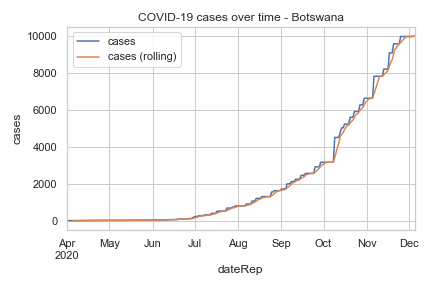 COVID-19 cases over time - Botswana
cases
cases (rolling)
10000
8000
6000
4000
2000
0
cases
Apr May Jun Jul Aug Sep Oct Nov Dec
2020
dateRep